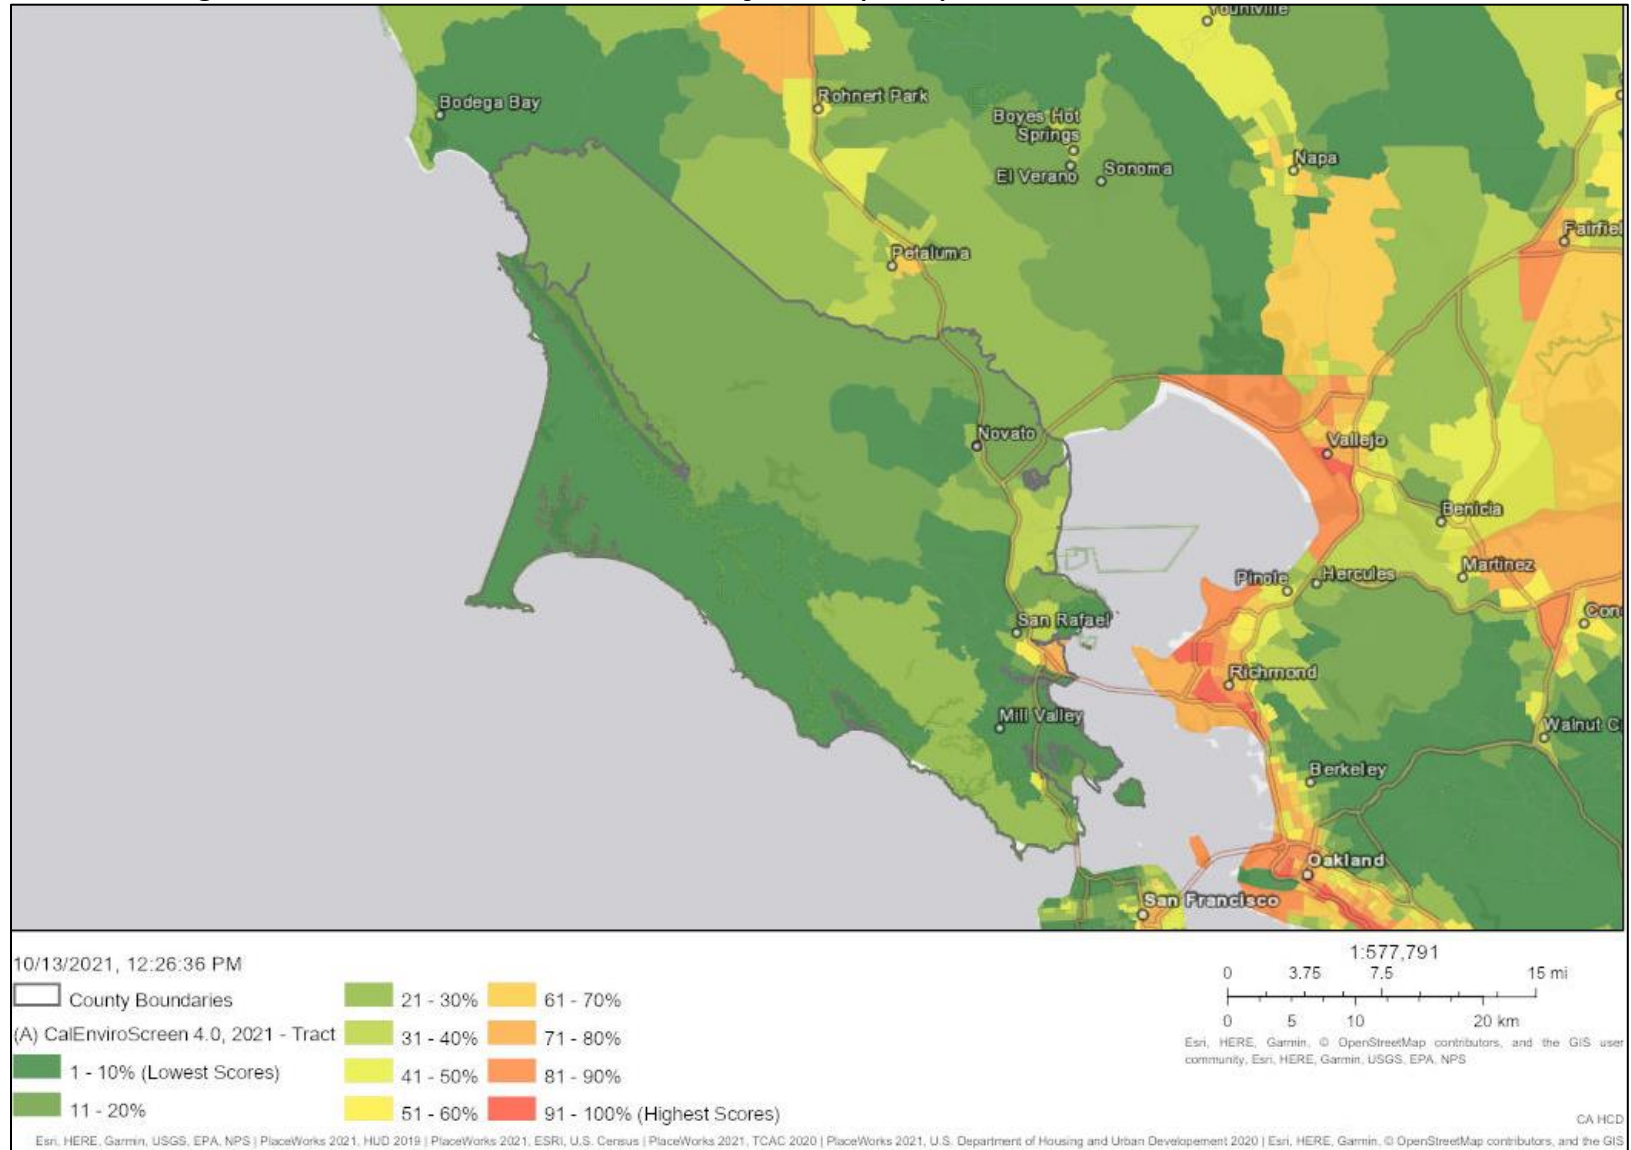 Yountville
Bodega Bay
Rohnert Park
Boyes Hot
Springs
Napa
El Verano
Sonoma
Fairfiel
Petaluma
Novato
Vallejo
Benicia
Martinez
Pinole
Hercules
Con
San Rafael
Richmond
Mill Valley
Walnut C
Berkeley
Oakland
San Francisco
10/13/2021, 12:26:36 PM
County Boundaries
(A) CalEnviroScreen 4.0, 2021 - Tract
1 - 10% (Lowest Scores)
11 - 20%
21 - 30%
31 - 40%
41 - 50%
51 - 60%
61 - 70%
71 - 80%
81 - 90%
91 - 100% (Highest Scores)
1:577,791
0 3.75 7.5 15 mi
0 5 10 20 km
Esri, HERE, Garmin, © OpenStreetMap contributors, and the GIS user
community, Esri, HERE, Garmin, USGS, EPA, NPS
CA HCD
Esri, HERE, Garmin, USGS, EPA, NPS | PlaceWorks 2021, HUD 2019 | PlaceWorks 2021, ESRI, U.S. Census | PlaceWorks 2021, TCAC 2020 | PlaceWorks 2021, U.S. Department of Housing and Urban Developement 2020 | Esri, HERE, Garmin, © OpenStreetMap contributors, and the GIS